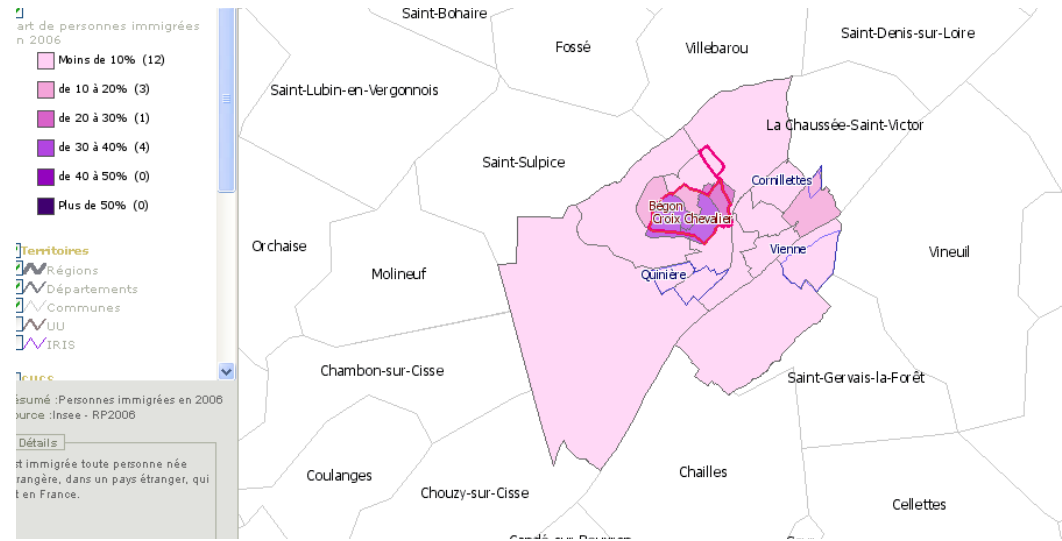 art de personnes immigrées
n 2006
Moins de 10% (12)
de 10 à 20% (3)
de 20 à 30% (1)
de 30 à 40% (4)
de 40 à 50% (0)
Plus de 50% (0)
Territoires
Régions
Départements
Communes
UU
IRIS
CUCS
ésumé :Personnes immigrées en 2006
ource :Insee - RP2006
Détails
st immigrée toute personne née
rangère, dans un pays étranger, qui
t en France.
Saint-Bohaire
Fossé
Villebarou
Saint-Denis-sur-Loire
Saint-Lubin-en-Vergonnois
La Chaussée-Saint-Victor
Saint-Sulpice
Cornillettes
Bégon
Croix Chevalier
Orchaise
Molineuf
Quinière
Vienne
Vineuil
Chambon-sur-Cisse
Saint-Gervais-la-Forêt
Coulanges
Chouzy-sur-Cisse
Chailles
Cellettes